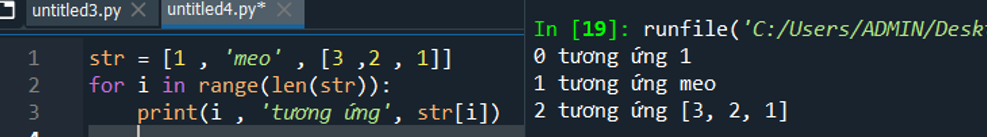 untitled3.py untitled4.py*
1 str = [1 , 'meo' , [3 ,2 , 1]]
2 for i in range(len(str)):
3 print(i , 'tương ứng', str[i])
In [19]: runfile('C:/Users/ADMIN/Deskt
0 tương ứng 1
1 tương ứng meo
2 tương ứng [3, 2, 1]